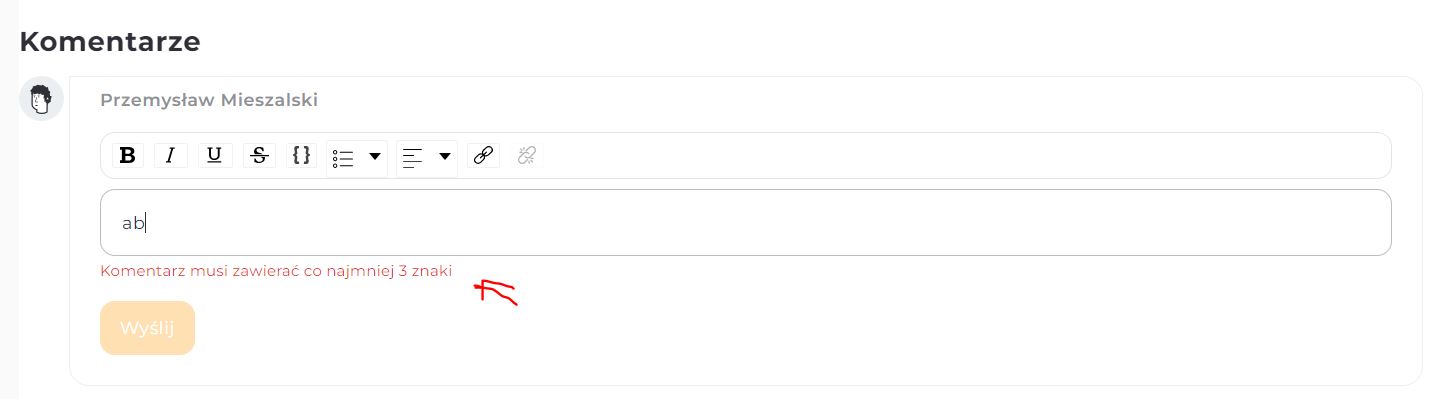 Komentarze
Przemysław Mieszalski
B I U S {}
ab
Komentarz musi zawierać co najmniej 3 znaki
Wyślij